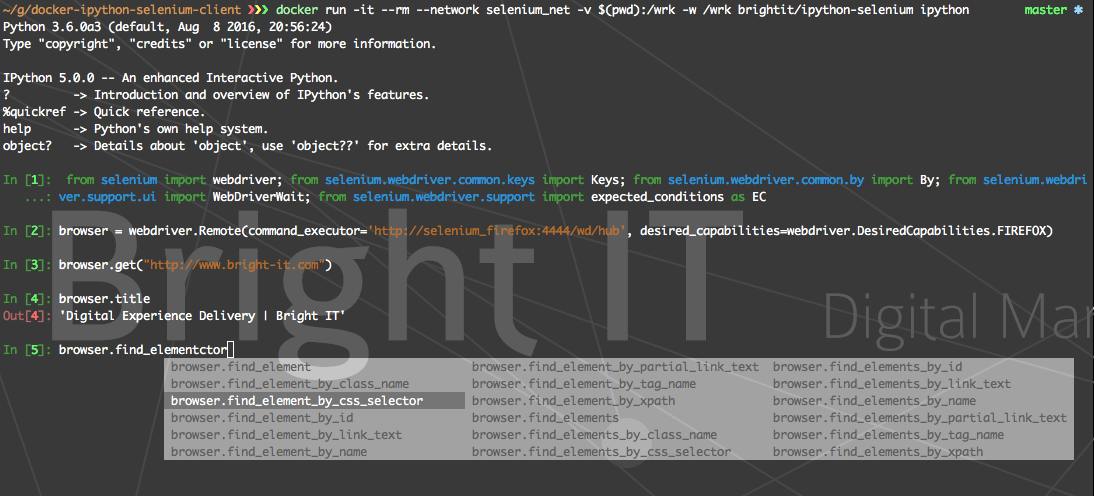 ~/g/docker-ipython-selenium-client ❯❯❯ docker run -it --rm --network selenium_net -v $(pwd):/wrk -w /wrk brightit/ipython-selenium ipython master ✱
Python 3.6.0a3 (default, Aug  8 2016, 20:56:24)
Type "copyright", "credits" or "license" for more information.
IPython 5.0.0 -- An enhanced Interactive Python.
?         -> Introduction and overview of IPython's features.
%quickref -> Quick reference.
help      -> Python's own help system.
object?   -> Details about 'object', use 'object??' for extra details.
In [1]:  from selenium import webdriver; from selenium.webdriver.common.keys import Keys; from selenium.webdriver.common.by import By; from selenium.webdri
   ...: ver.support.ui import WebDriverWait; from selenium.webdriver.support import expected_conditions as EC
In [2]: browser = webdriver.Remote(command_executor='http://selenium_firefox:4444/wd/hub', desired_capabilities=webdriver.DesiredCapabilities.FIREFOX)
In [3]: browser.get("http://www.bright-it.com")
In [4]: browser.title
Out[4]: 'Digital Experience Delivery | Bright IT'
Bright IT
Digital Mar
In [5]: browser.find_elementctor
browser.find_element browser.find_element_by_partial_link_text browser.find_elements_by_id
browser.find_element_by_class_name browser.find_element_by_tag_name browser.find_elements_by_link_text
browser.find_element_by_css_selector browser.find_element_by_xpath browser.find_elements_by_name
browser.find_element_by_id browser.find_elements browser.find_elements_by_partial_link_text
browser.find_element_by_link_text browser.find_elements_by_class_name browser.find_elements_by_tag_name
browser.find_element_by_name browser.find_elements_by_css_selector browser.find_elements_by_xpath